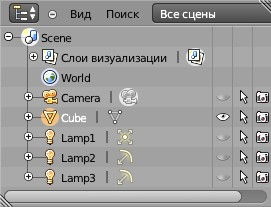 Вид Поиск Все сцены
Scene
Слои визуализации
World
Camera
Cube
Lamp1
Lamp2
Lamp3